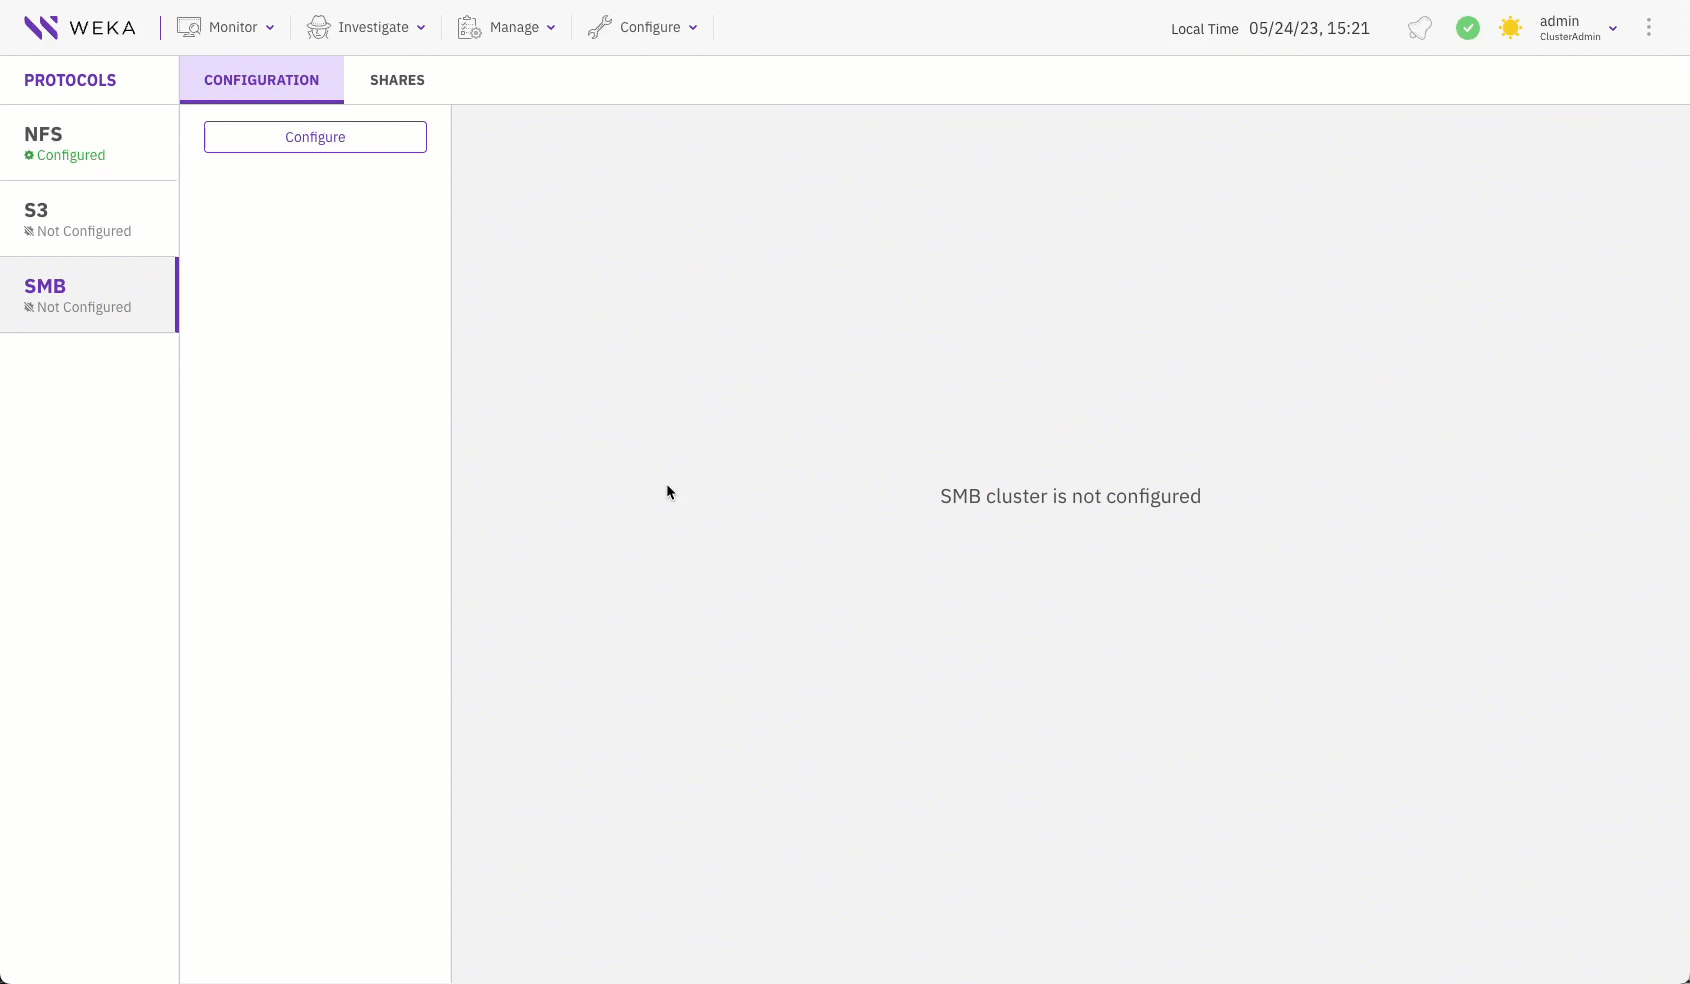 WEKA
Monitor
Investigate
Manage
Configure
Local Time 05/24/23, 15:21
admin
ClusterAdmin
PROTOCOLS
CONFIGURATION
SHARES
NFS
Configured
S3
Not Configured
SMB
Not Configured
Configure
SMB cluster is not configured